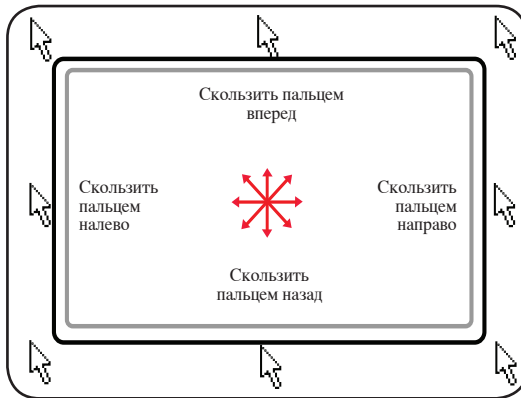 Скользить пальцем
вперед
Скользить
пальцем
налево
Скользить
пальцем
направо
Скользить
пальцем назад